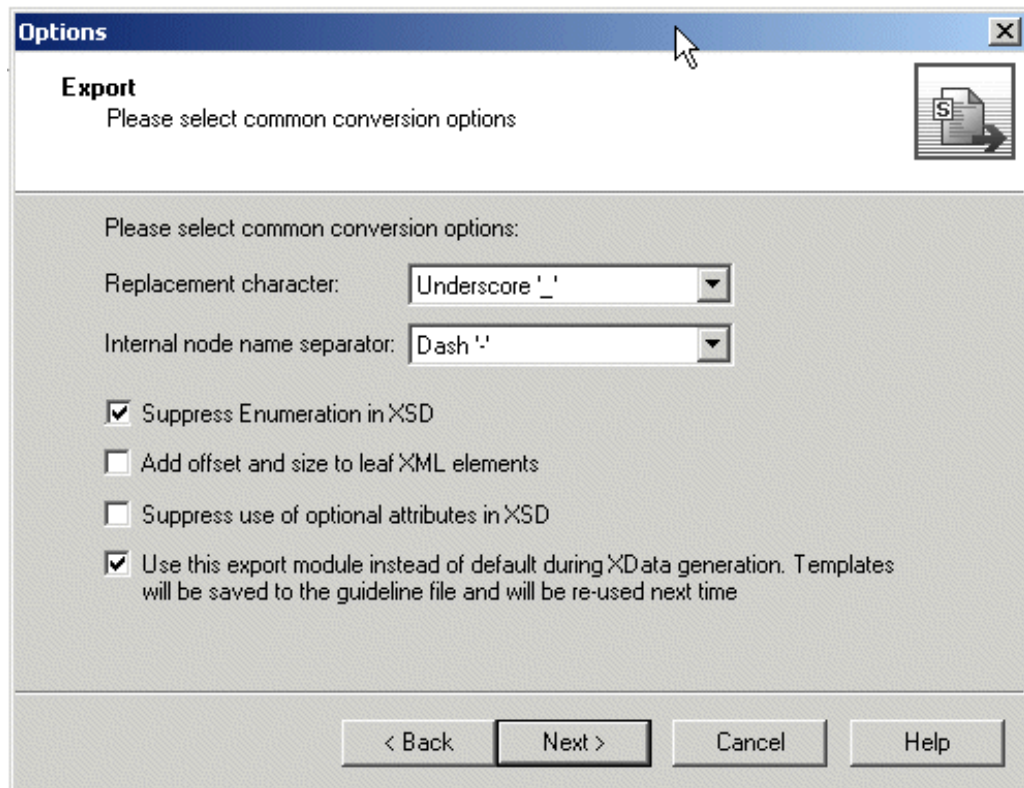 Options
Export
Please select common conversion options
S
Please select common conversion options:
Replacement character: Underscore '_'
Internal node name separator: Dash '-'
Suppress Enumeration in XSD
Add offset and size to leaf XML elements
Suppress use of optional attributes in XSD
Use this export module instead of default during XData generation. Templates
will be saved to the guideline file and will be re-used next time
< Back Next > Cancel Help